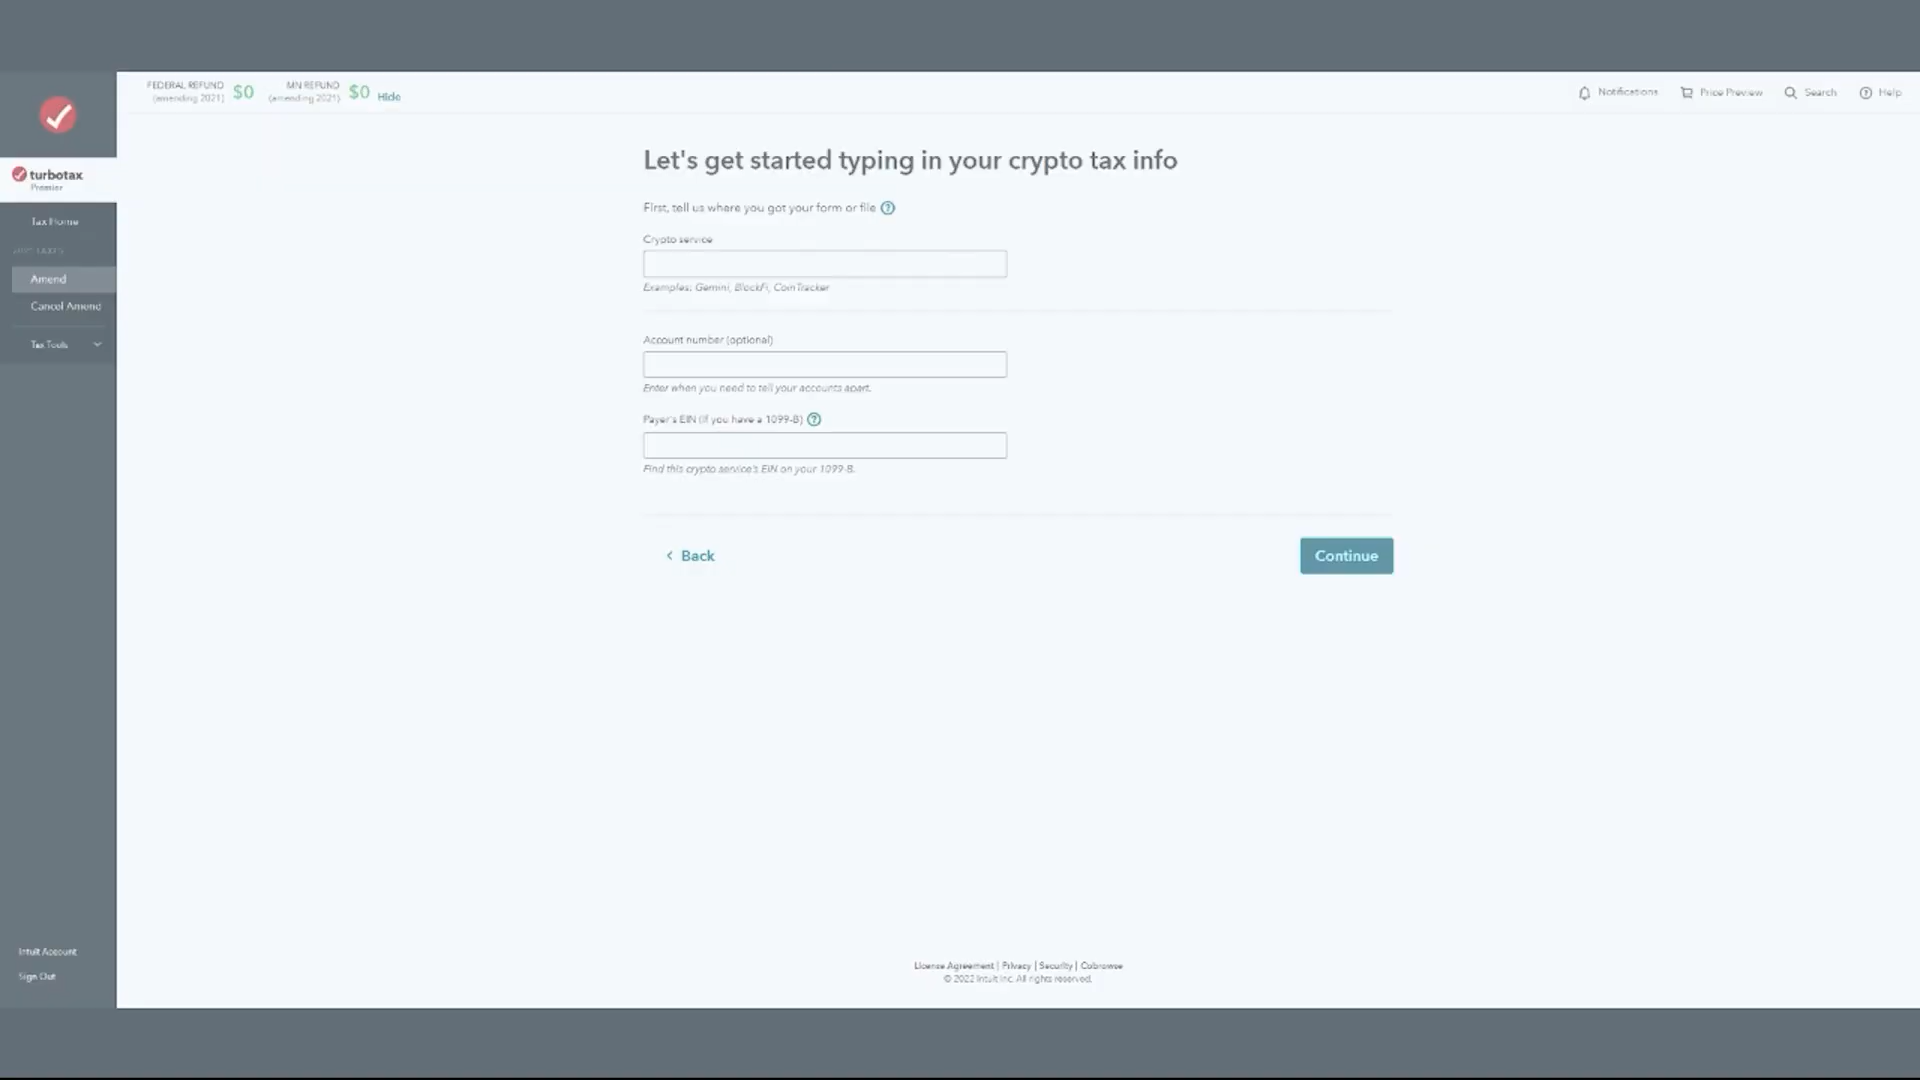 FEDERAL REFUND
(amending 2021)
$0
MN REFUND
(amending 2021)
$0
Hide
Notifications
Price Preview
Search
Help
turbotax
Premier
Tax Home
2021 TAXES
Amend
Cancel Amend
Tax Tools
Intuit Account
Sign Out
Let's get started typing in your crypto tax info
First, tell us where you got your form or file
Crypto service
Examples: Gemini, BlockFi, CoinTracker
Account number (optional)
Enter when you need to tell your accounts apart.
Payer's EIN (if you have a 1099-B)
Find this crypto service's EIN on your 1099-B.
Back
Continue
License Agreement | Privacy | Security | Cobrowse
© 2022 Intuit Inc. All rights reserved.